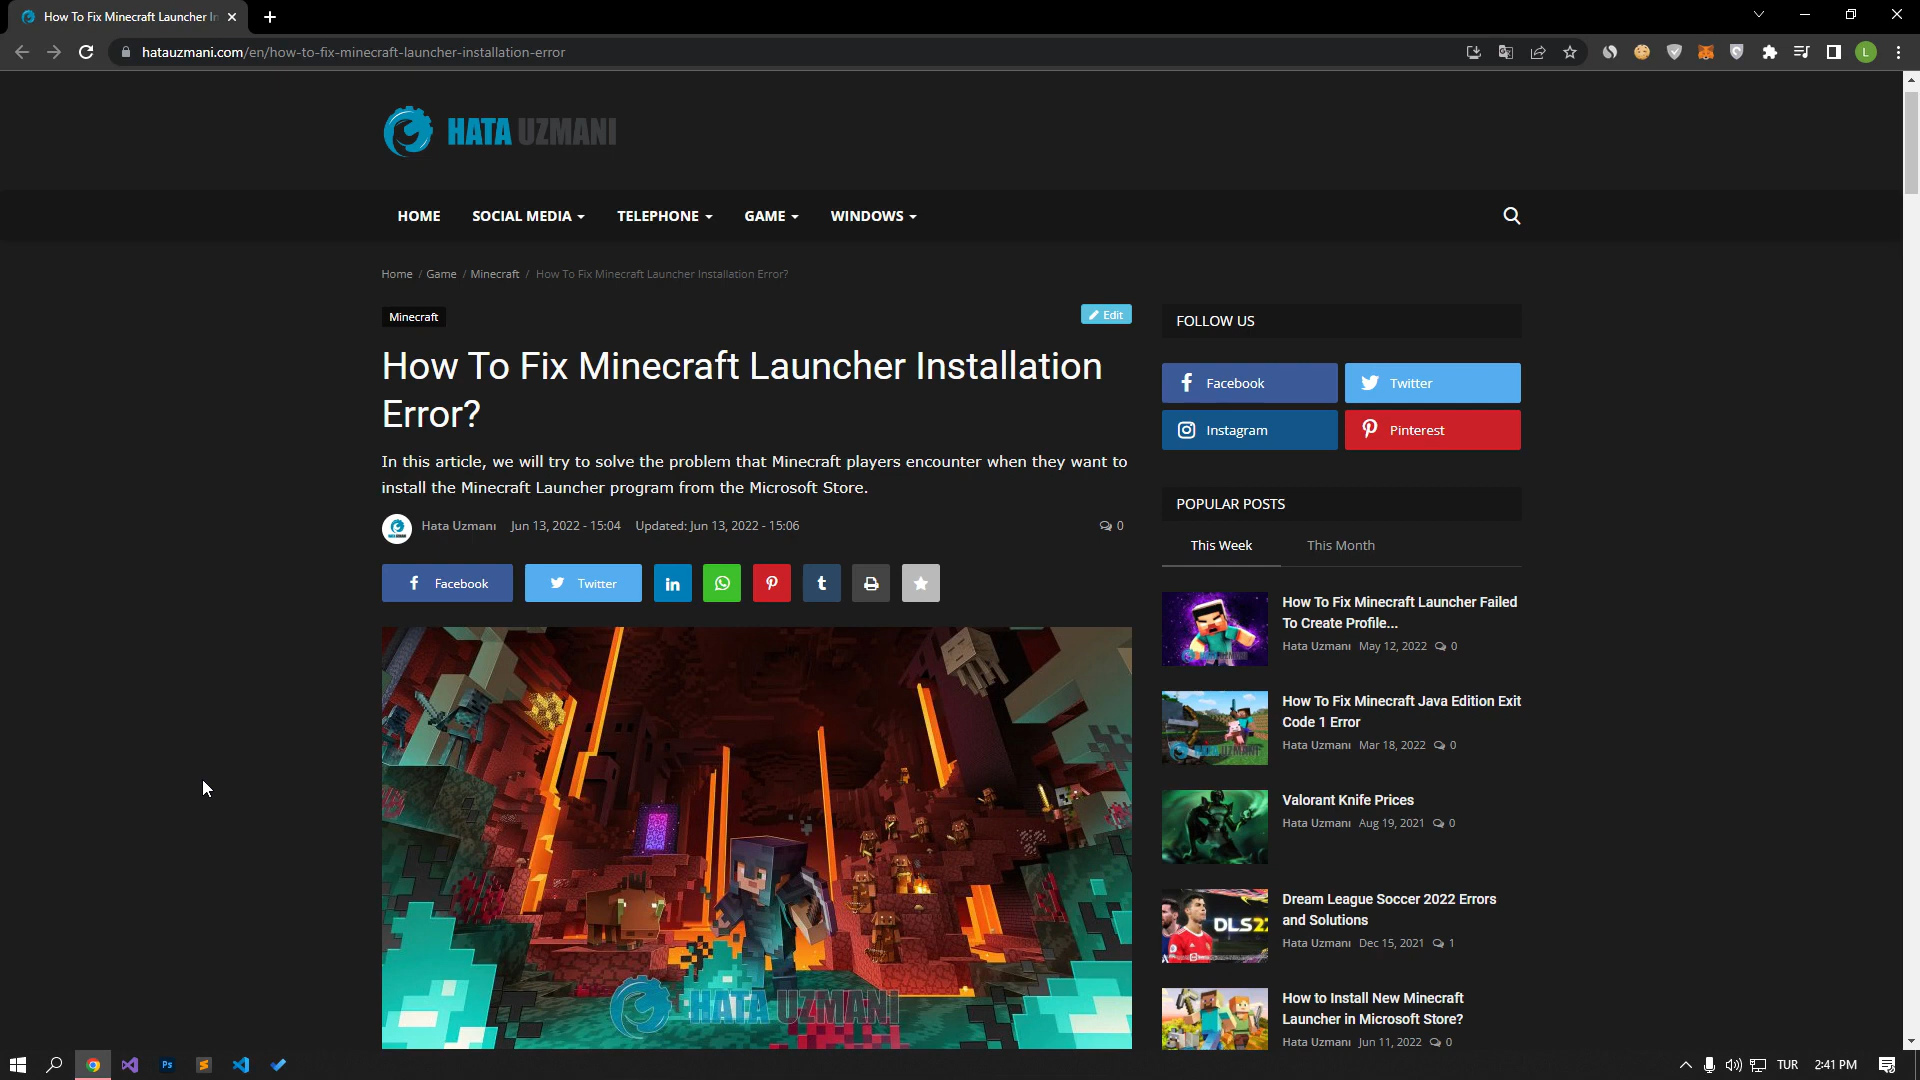 How To Fix Minecraft Launcher In
hatauzmani.com/en/how-to-fix-minecraft-launcher-installation-error
L
HATA UZMANI
HOME
SOCIAL MEDIA
TELEPHONE
GAME
WINDOWS
Home / Game / Minecraft / How To Fix Minecraft Launcher Installation Error?
Minecraft
Edit
How To Fix Minecraft Launcher Installation
Error?
In this article, we will try to solve the problem that Minecraft players encounter when they want to
install the Minecraft Launcher program from the Microsoft Store.
Hata Uzmanı Jun 13, 2022 - 15:04 Updated: Jun 13, 2022 - 15:06
0
Facebook
Twitter
HATA UZMANI
FOLLOW US
Facebook
Twitter
Instagram
Pinterest
POPULAR POSTS
This Week
This Month
How To Fix Minecraft Launcher Failed
To Create Profile...
Hata Uzmanı May 12, 2022 0
How To Fix Minecraft Java Edition Exit
Code 1 Error
Hata Uzmanı Mar 18, 2022 0
Valorant Knife Prices
Hata Uzmanı Aug 19, 2021 0
DLS22
Dream League Soccer 2022 Errors
and Solutions
Hata Uzmanı Dec 15, 2021 1
How to Install New Minecraft
Launcher in Microsoft Store?
Hata Uzmanı Jun 11, 2022 0
Ps
TUR
2:41 PM